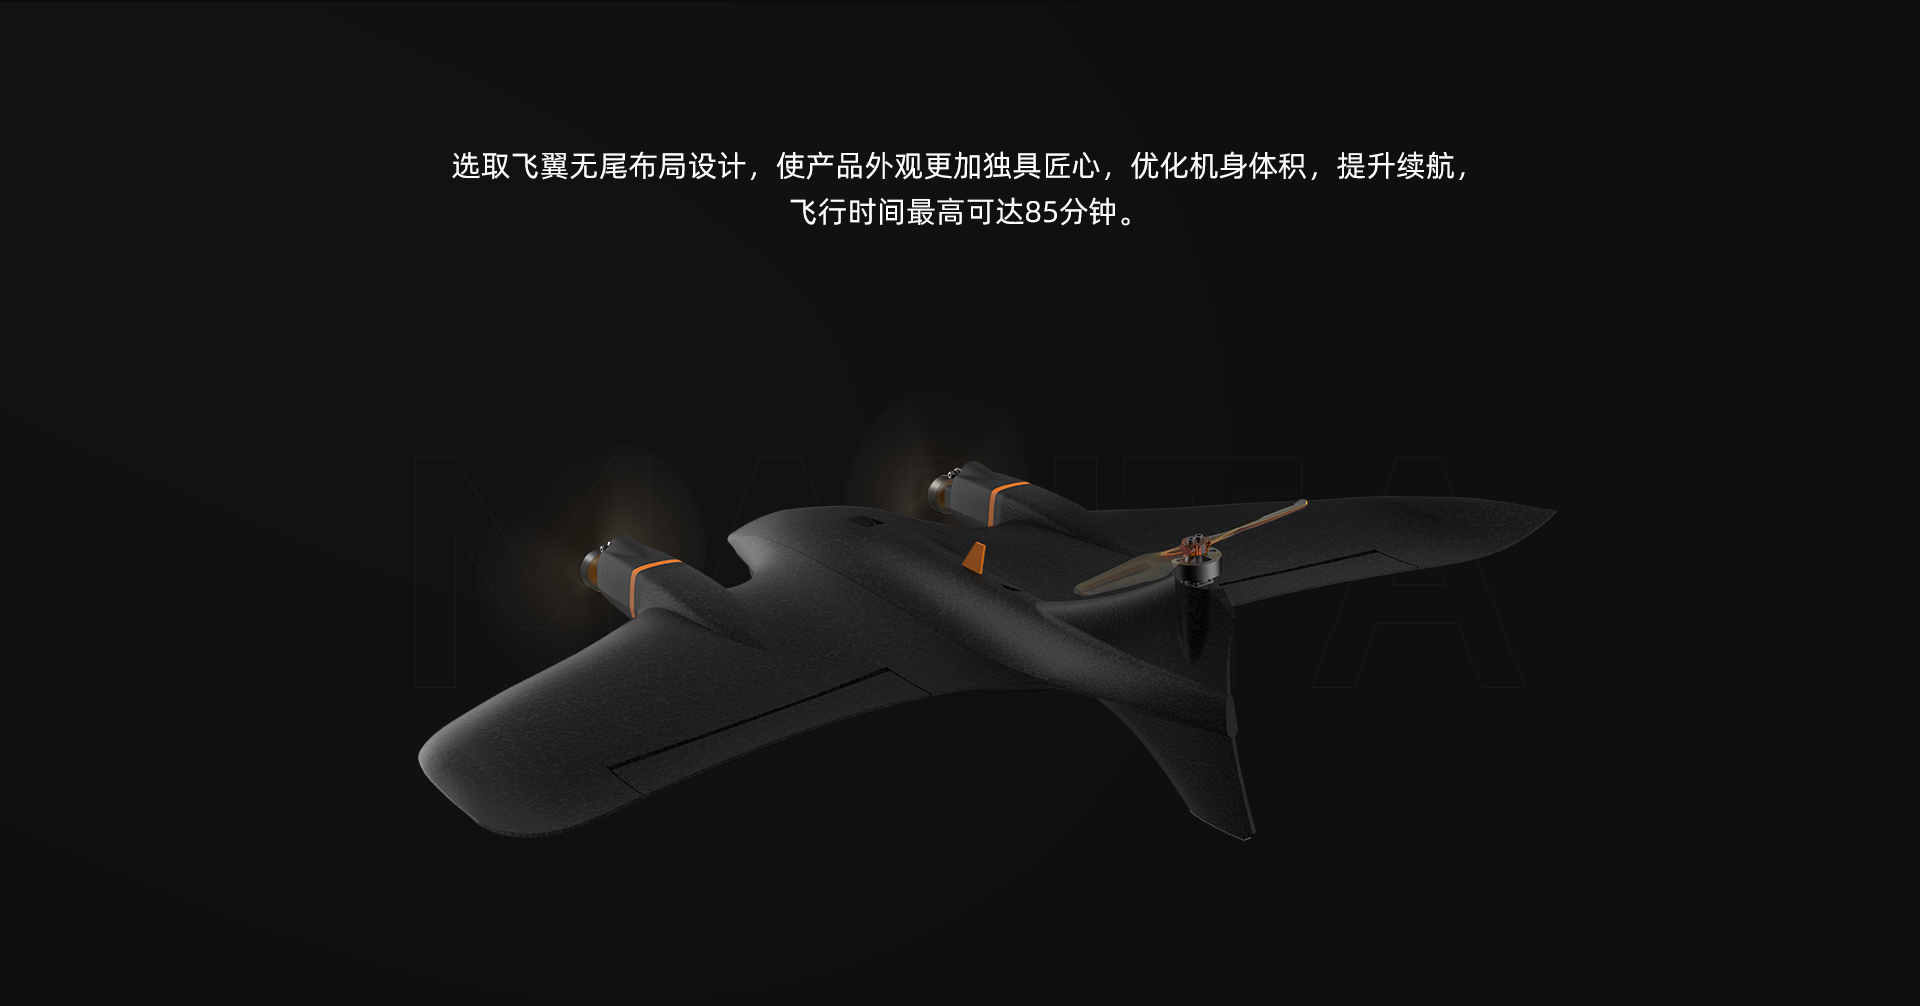 选取飞翼无尾布局设计，使产品外观更加独具匠心，优化机身体积，提升续航，
飞行时间最高可达85分钟。
MANTA